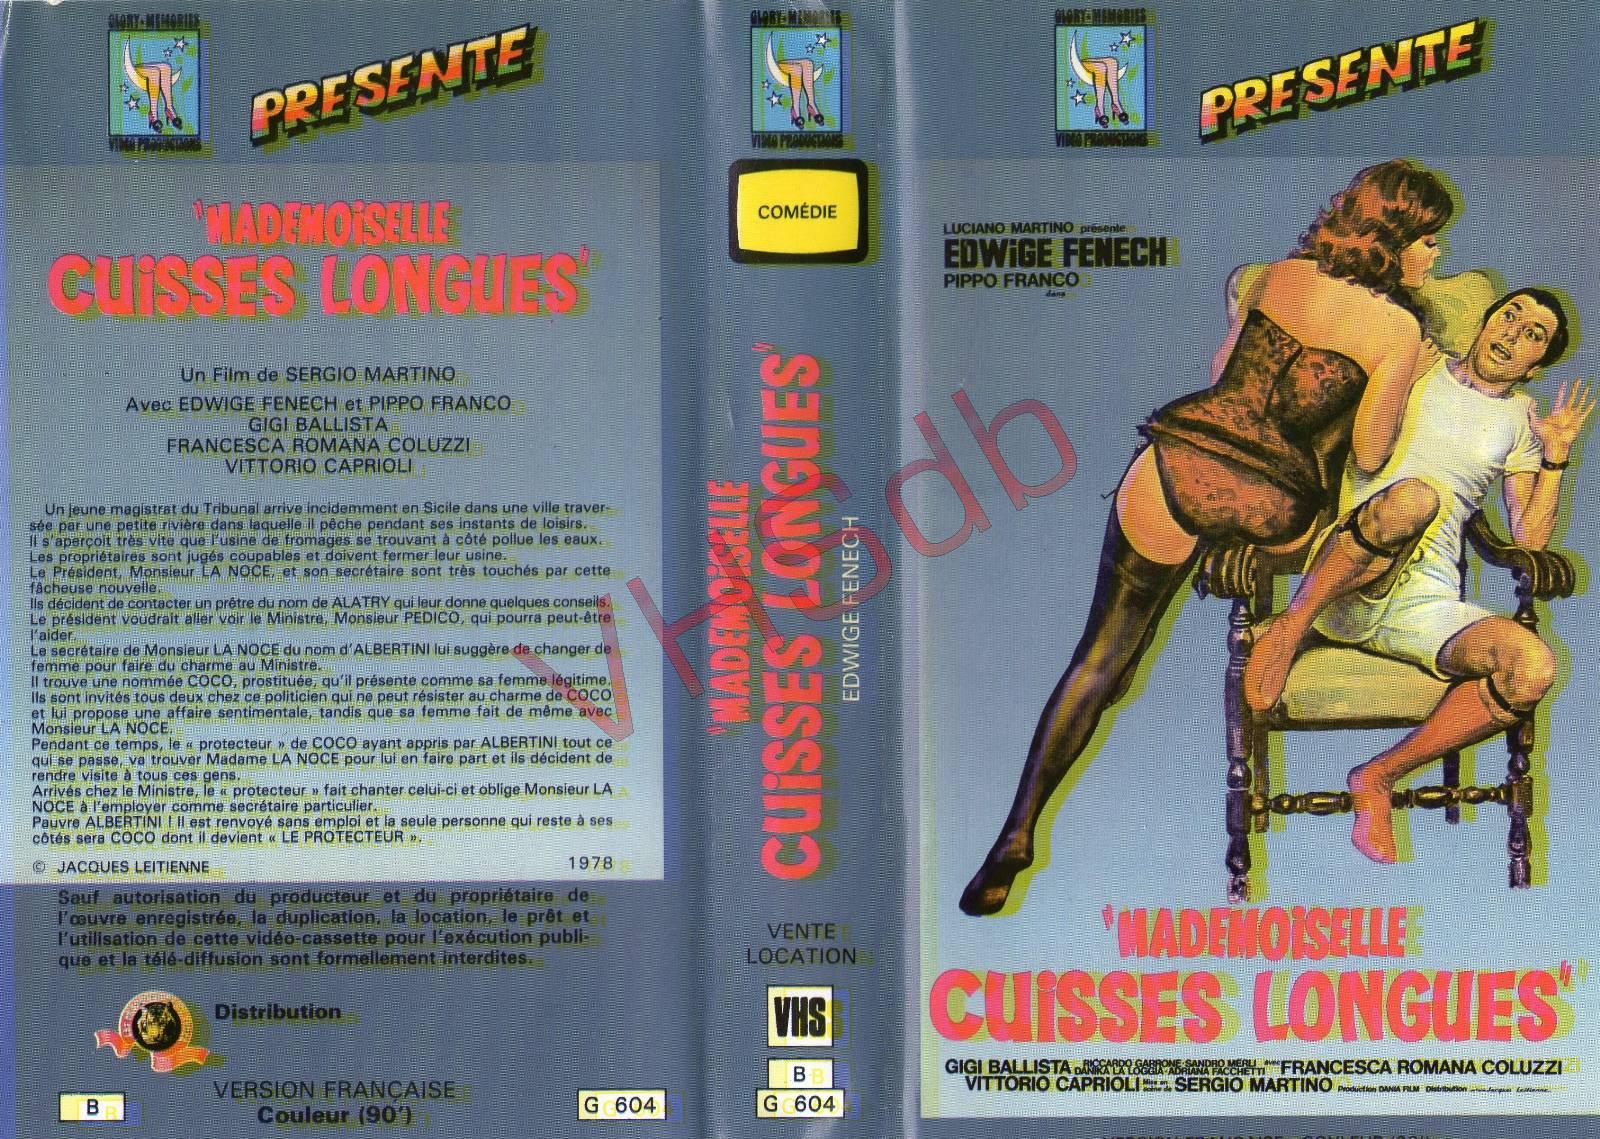 GLORY-MEMORIES
VIDEO PRODUCTIONS
PRESENTE
"MADEMOISELLE
CUISSES LONGUES"
Un Film de SERGIO MARTINO
Avec EDWIGE FENECH et PIPPO FRANCO
GIGI BALLISTA
FRANCESCA ROMANA COLUZZI
VITTORIO CAPRIOLI
Un jeune magistrat du Tribunal arrive incidemment en Sicile dans une ville traver-
sée par une petite rivière dans laquelle il pêche pendant ses instants de loisirs.
Il s'aperçoit très vite que l'usine de fromages se trouvant à côté pollue les eaux.
Les propriétaires sont jugés coupables et doivent fermer leur usine.
Le Président, Monsieur LA NOCE, et son secrétaire sont très touchés par cette
fâcheuse nouvelle.
Ils décident de contacter un prêtre du nom de ALATRY qui leur donne quelques conseils.
Le président voudrait aller voir le Ministre, Monsieur PEDICO, qui pourra peut-être
l'aider.
Le secrétaire de Monsieur LA NOCE du nom d'ALBERTINI lui suggère de changer de
femme pour faire du charme au Ministre.
Il trouve une nommée COCO, prostituée, qu'il présente comme sa femme légitime.
Ils sont invités tous deux chez ce politicien qui ne peut résister au charme de COCO
et lui propose une affaire sentimentale, tandis que sa femme fait de même avec
Monsieur LA NOCE.
Pendant ce temps, le « protecteur » de COCO ayant appris par ALBERTINI tout ce
qui se passe, va trouver Madame LA NOCE pour lui en faire part et ils décident de
rendre visite à tous ces gens.
Arrivés chez le Ministre, le « protecteur » fait chanter celui-ci et oblige Monsieur LA
NOCE à l'employer comme secrétaire particulier.
Pauvre ALBERTINI ! Il est renvoyé sans emploi et la seule personne qui reste à ses
côtés sera COCO dont il devient « LE PROTECTEUR ».
© JACQUES LEITIENNE 1978
Sauf autorisation du producteur et du propriétaire de
l'œuvre enregistrée, la duplication, la location, le prêt et
l'utilisation de cette vidéo-cassette pour l'exécution publi-
que et la télé-diffusion sont formellement interdites.
Distribution
VERSION FRANÇAISE
Couleur (90')
B
G 604
GLORY-MEMORIES
VIDEO PRODUCTIONS
COMÉDIE
"MADEMOISELLE
CUISSES LONGUES"
EDWIGE FENECH
VENTE
LOCATION
VHS
B
G 604
VHSdb
GLORY-MEMORIES
VIDEO PRODUCTIONS
PRESENTE
LUCIANO MARTINO présente
EDWIGE FENECH
PIPPO FRANCO
dans
"MADEMOISELLE
CUISSES LONGUES"
GIGI BALLISTA RICCARDO GARRONE-SANDRO MERLI avec FRANCESCA ROMANA COLUZZI
DANIKA LA LOGGIA-ADRIANA FACCHETTI
VITTORIO CAPRIOLI Mise en scène de SERGIO MARTINO Production DANIA FILM Distribution